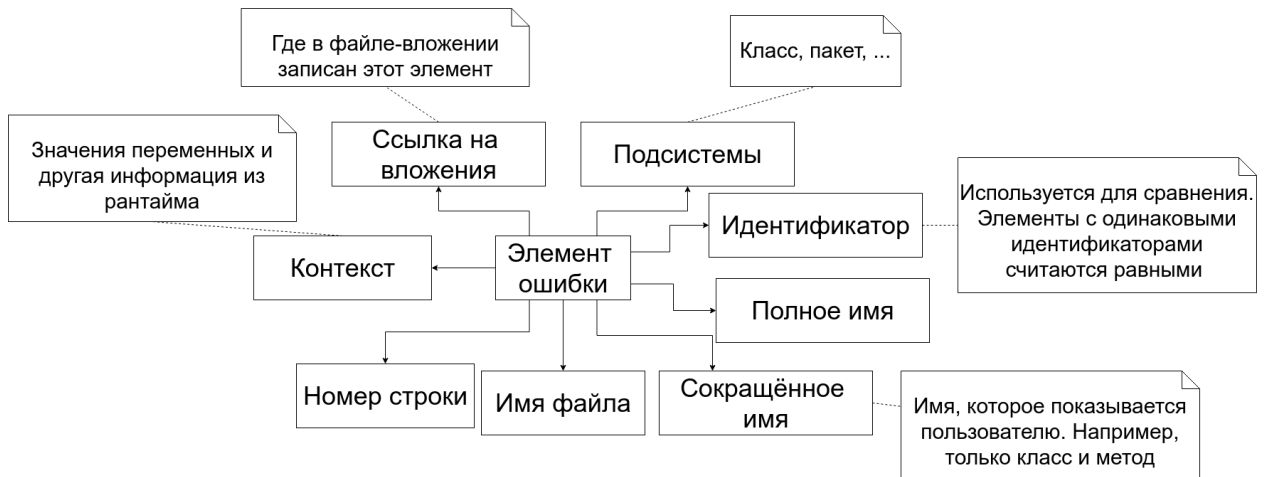 Где в файле-вложении
записан этот элемент
Класс, пакет, ...
Значения переменных и
другая информация из
рантайма
Ссылка на
вложения
Подсистемы
Используется для сравнения.
Элементы с одинаковыми
идентификаторами
считаются равными
Идентификатор
Контекст
Элемент
ошибки
Полное имя
Номер строки
Имя файла
Сокращённое
имя
Имя, которое показывается
пользователю. Например,
только класс и метод